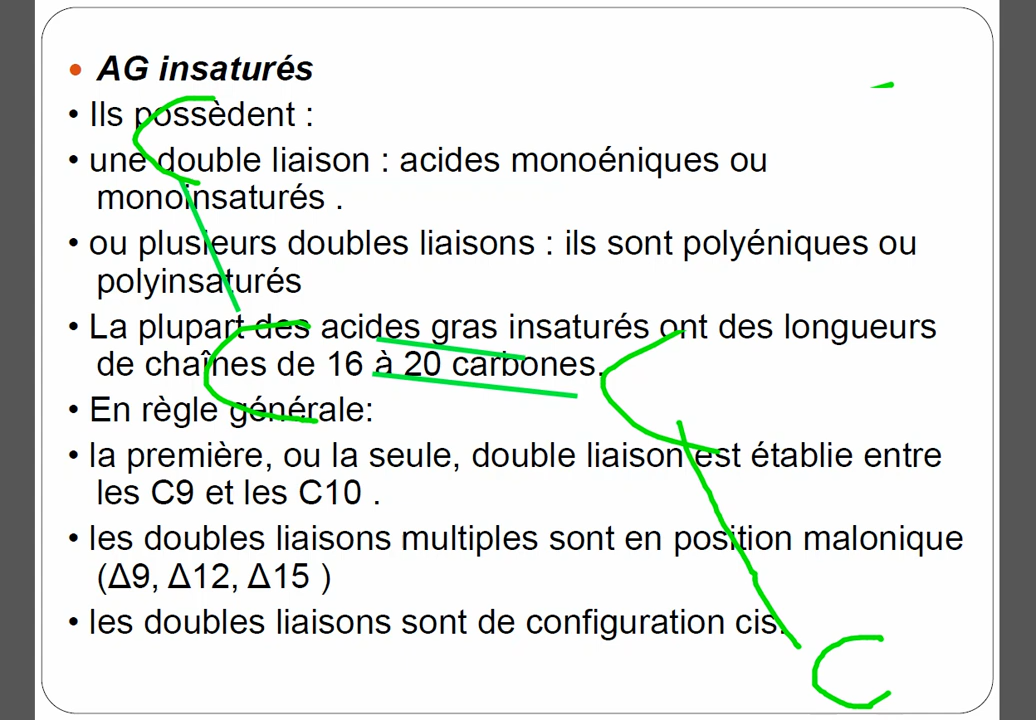 • AG insaturés
• Ils possèdent :
• une double liaison : acides monoéniques ou
monoinsaturés .
• ou plusieurs doubles liaisons : ils sont polyéniques ou
polyinsaturés
• La plupart des acides gras insaturés ont des longueurs
de chaînes de 16 à 20 carbones.
• En règle générale:
• la première, ou la seule, double liaison est établie entre
les C9 et les C10 .
• les doubles liaisons multiples sont en position malonique
(Δ9, Δ12, Δ15 )
• les doubles liaisons sont de configuration cis.
C
C
C
C